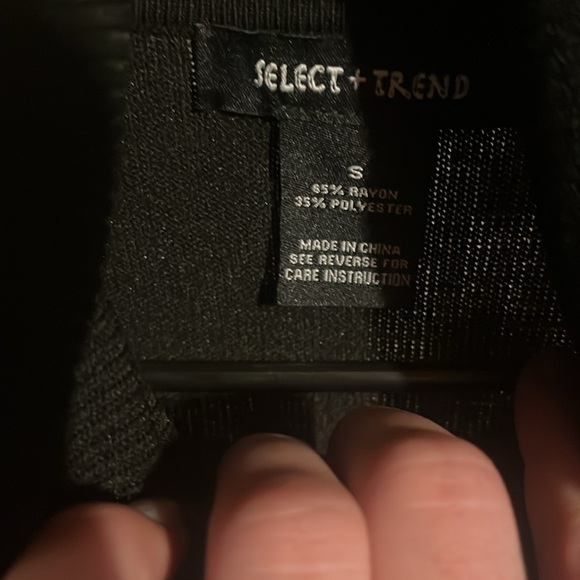 SELECT + TREND
S
65% RAYON
35% POLYESTER
MADE IN CHINA
SEE REVERSE FOR
CARE INSTRUCTION